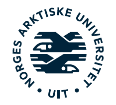 NORGES ARKTISKE UNIVERSITET
• UIT •